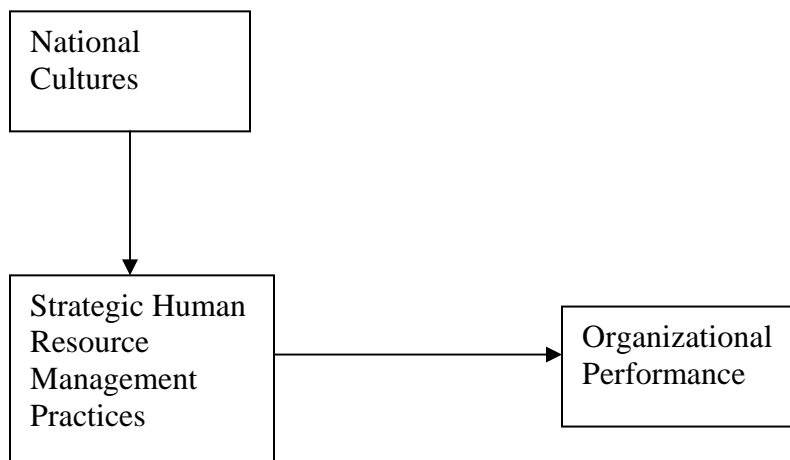 National
Cultures
Strategic Human
Resource
Management
Practices
Organizational
Performance